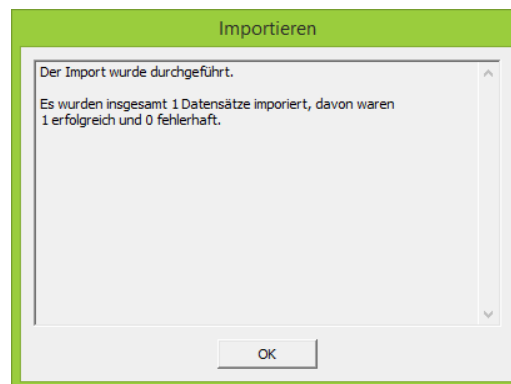 Importieren
Der Import wurde durchgeführt.
Es wurden insgesamt 1 Datensätze imporiert, davon waren
1 erfolgreich und 0 fehlerhaft.
OK